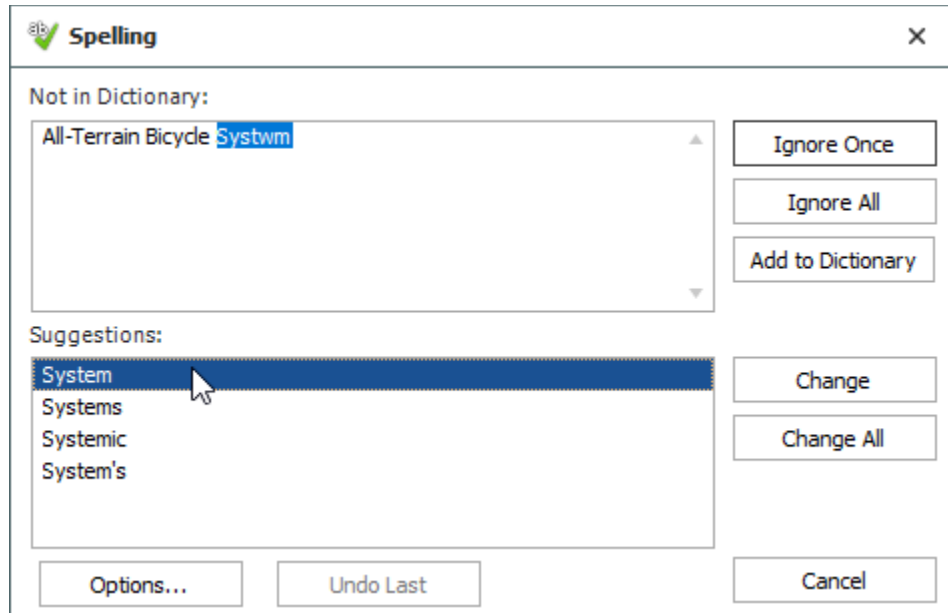 Spelling
Not in Dictionary:
All-Terrain Bicycle Systwm
Ignore Once
Ignore All
Add to Dictionary
Suggestions:
System
Systems
Systemic
System's
Change
Change All
Options...
Undo Last
Cancel